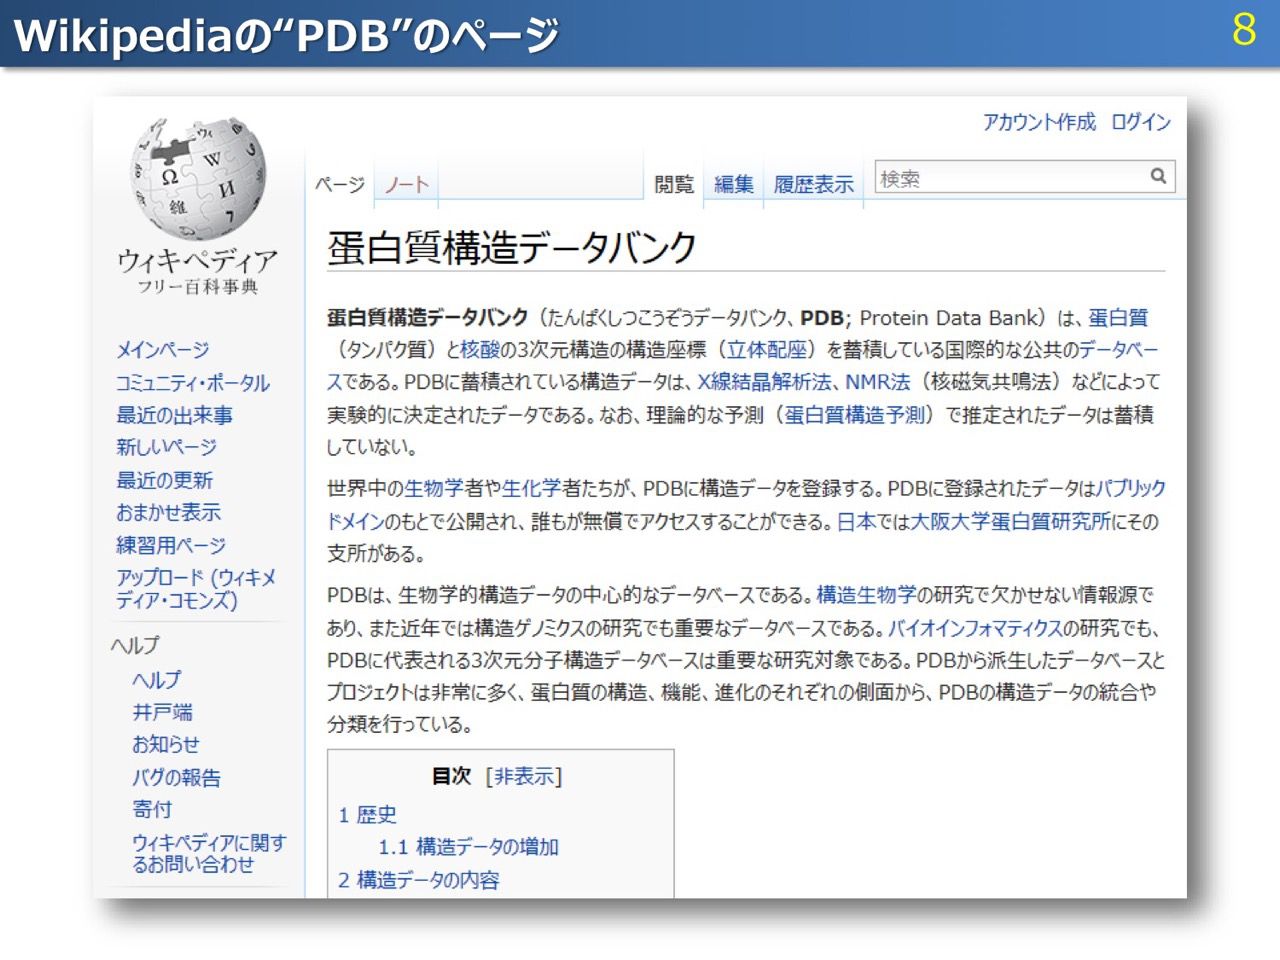 Wikipediaの“PDB”のページ
8
アカウント作成 ログイン
ページ ノート 閲覧 編集 履歴表示 検索
Ω W И 維 7
ウィキペディア
フリー百科事典
メインページ
コミュニティ・ポータル
最近の出来事
新しいページ
最近の更新
おまかせ表示
練習用ページ
アップロード (ウィキメ
ディア・コモンズ)
ヘルプ
ヘルプ
井戸端
お知らせ
バグの報告
寄付
ウィキペディアに関す
るお問い合わせ
蛋白質構造データバンク
蛋白質構造データバンク（たんぱくしつこうぞうデータバンク、PDB; Protein Data Bank）は、蛋白質
（タンパク質）と核酸の3次元構造の構造座標（立体配座）を蓄積している国際的な公共のデータベー
スである。PDBに蓄積されている構造データは、X線結晶解析法、NMR法（核磁気共鳴法）などによって
実験的に決定されたデータである。なお、理論的な予測（蛋白質構造予測）で推定されたデータは蓄積
していない。
世界中の生物学者や生化学者たちが、PDBに構造データを登録する。PDBに登録されたデータはパブリック
ドメインのもとで公開され、誰もが無償でアクセスすることができる。日本では大阪大学蛋白質研究所にその
支所がある。
PDBは、生物学的構造データの中心的なデータベースである。構造生物学の研究で欠かせない情報源で
あり、また近年では構造ゲノミクスの研究でも重要なデータベースである。バイオインフォマティクスの研究でも、
PDBに代表される3次元分子構造データベースは重要な研究対象である。PDBから派生したデータベースと
プロジェクトは非常に多く、蛋白質の構造、機能、進化のそれぞれの側面から、PDBの構造データの統合や
分類を行っている。
目次 [非表示]
1 歴史
1.1 構造データの増加
2 構造データの内容